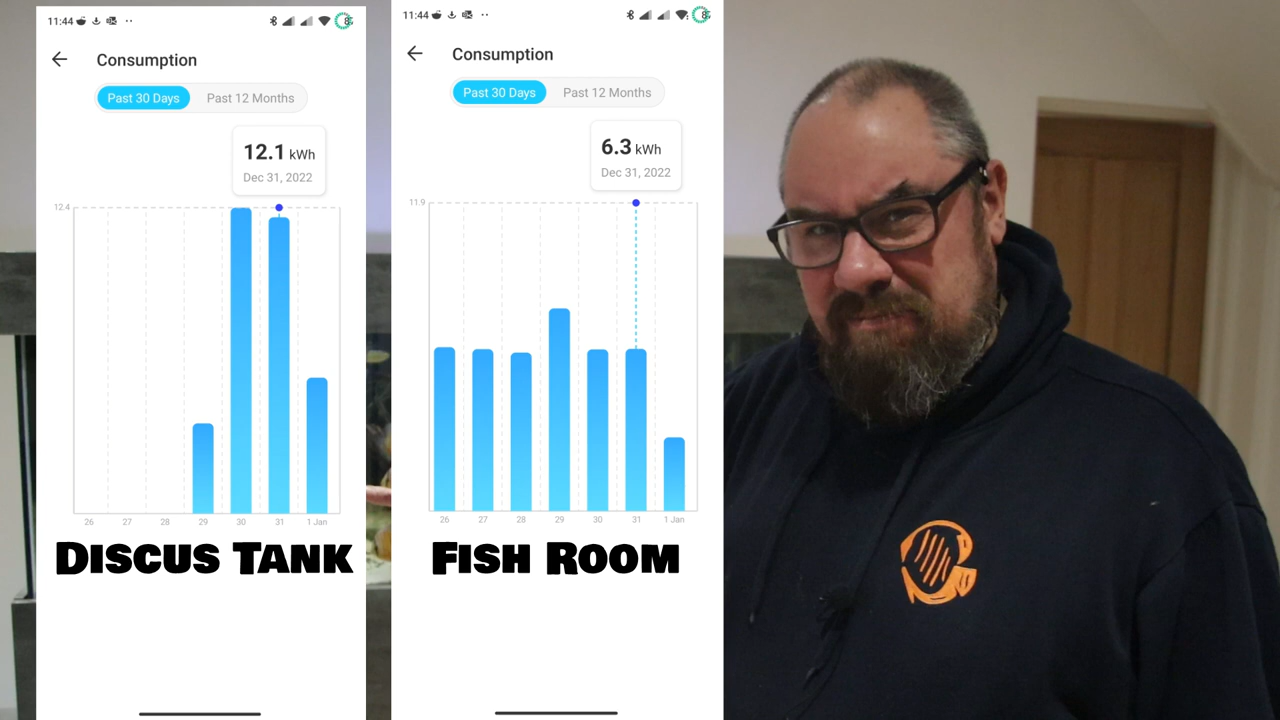 11:44
Consumption
Past 30 Days Past 12 Months
12.1 kWh
Dec 31, 2022
12.4
26 27 28 29 30 31 1 Jan
Discus Tank
11:44
Consumption
Past 30 Days Past 12 Months
6.3 kWh
Dec 31, 2022
11.9
26 27 28 29 30 31 1 Jan
Fish Room